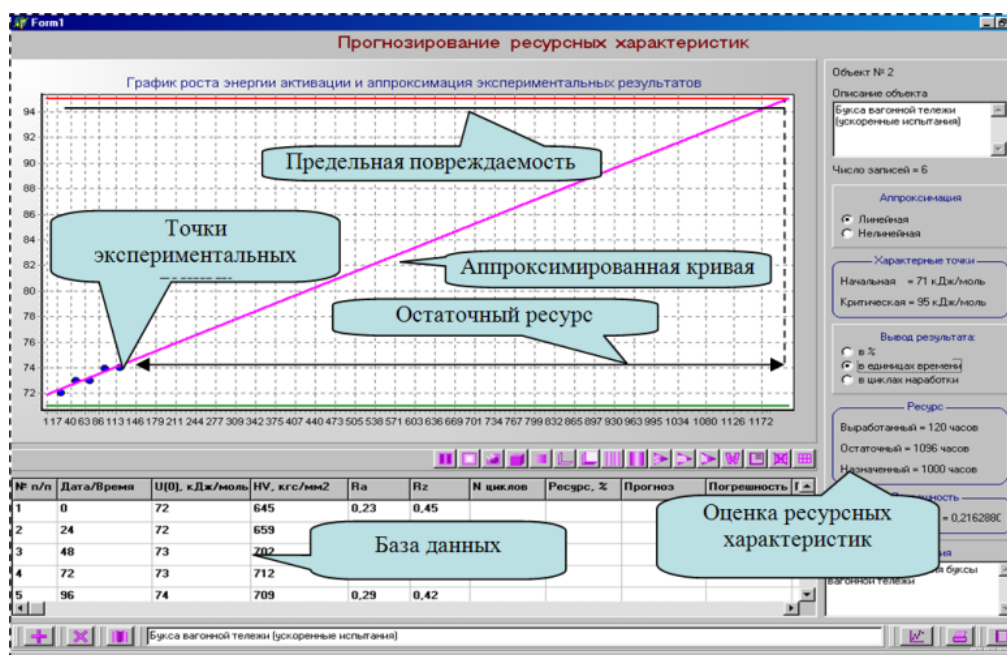 Form1
Прогнозирование ресурсных характеристик
График роста энергии активации и аппроксимация экспериментальных результатов
94
92
90
88
86
84
82
80
78
76
74
72
Предельная повреждаемость
Точки
экспериментальных
Аппроксимированная кривая
Остаточный ресурс
1 17 40 63 86 113 146 179 211 244 277 309 342 375 407 440 473 505 538 571 603 636 669 701 734 767 799 832 865 897 930 963 995 1034 1080 1126 1172
Объект № 2
Описание объекта
Букса вагонной тележки
(ускоренные испытания)
Число записей = 6
Аппроксимация
Линейная
Нелинейная
Характерные точки
Начальная = 71 кДж/моль
Критическая = 95 кДж/моль
Вывод результата:
в %
в единицах времени
в циклах наработки
Ресурс
Выработанный = 120 часов
Остаточный = 1096 часов
Назначенный = 1000 часов
= 0,2162880
буксы
вагонной тележки
№ п/п Дата/Время U(0), кДж/моль HV, кгс/мм2 Ra Rz N циклов Ресурс, % Прогноз Погрешность
1 0 72 645 0,23 0,45
2 24 72 659
3 48 73 702
4 72 73 712
5 96 74 709 0,29 0,42
База данных
Оценка ресурсных
характеристик
Букса вагонной тележки (ускоренные испытания)